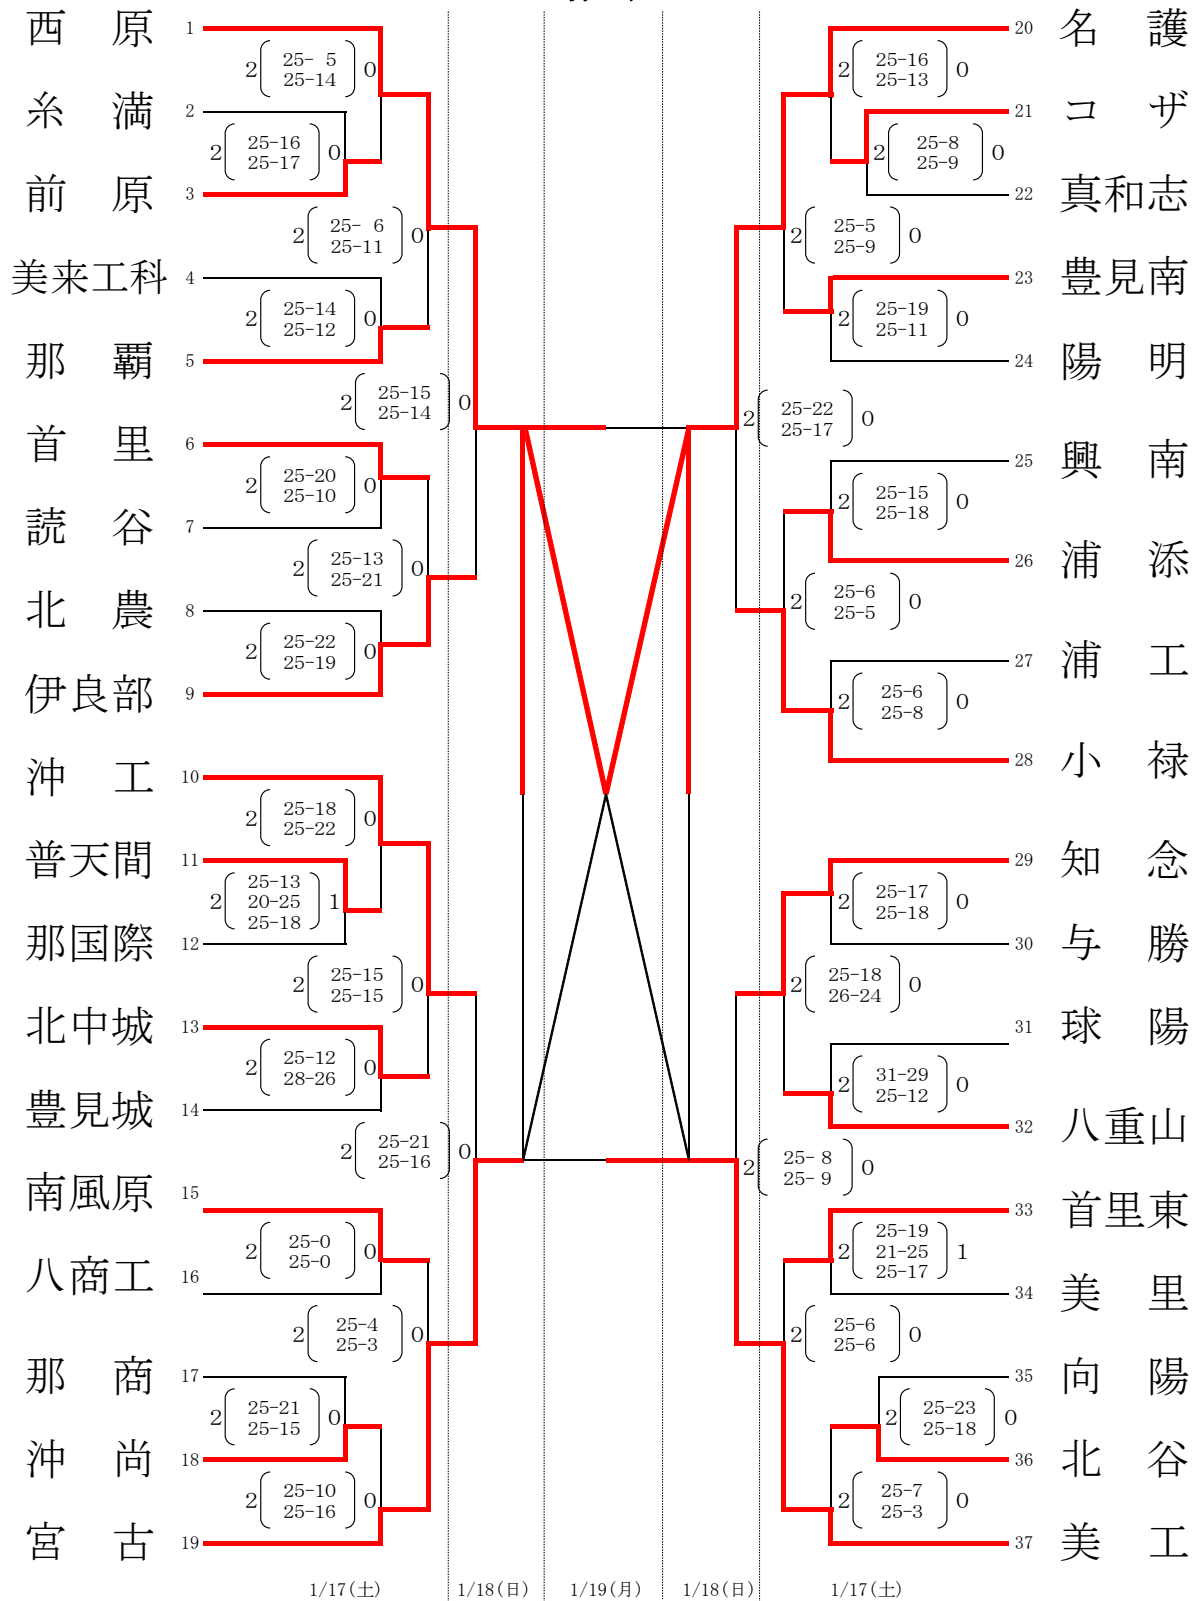 西原 1
2 25- 5 0
25-14
糸満 2
2 25-16 0
25-17
前原 3
2 25- 6 0
25-11
美来工科 4
2 25-14 0
25-12
那覇 5
2 25-15 0
25-14
首里 6
2 25-20 0
25-10
読谷 7
2 25-13 0
25-21
北農 8
2 25-22 0
25-19
伊良部 9
沖工 10
2 25-18 0
25-22
普天間 11
25-13
2 20-25 1
25-18
那国際 12
2 25-15 0
25-15
北中城 13
2 25-12 0
28-26
豊見城 14
2 25-21 0
25-16
南風原 15
2 25-0 0
25-0
八商工 16
2 25-4 0
25-3
那商 17
2 25-21 0
25-15
沖尚 18
2 25-10 0
25-16
宮古 19
20 名護
2 25-16 0
25-13
21 コザ
2 25-8 0
25-9
22 真和志
2 25-5 0
25-9
23 豊見南
2 25-19 0
25-11
24 陽明
2 25-22 0
25-17
25 興南
2 25-15 0
25-18
26 浦添
2 25-6 0
25-5
27 浦工
2 25-6 0
25-8
28 小禄
29 知念
2 25-17 0
25-18
30 与勝
2 25-18 0
26-24
31 球陽
2 31-29 0
25-12
32 八重山
2 25- 8 0
25- 9
33 首里東
25-19
2 21-25 1
25-17
34 美里
2 25-6 0
25-6
35 向陽
2 25-23 0
25-18
36 北谷
2 25-7 0
25-3
37 美工
1/17(土) 1/18(日) 1/19(月) 1/18(日) 1/17(土)